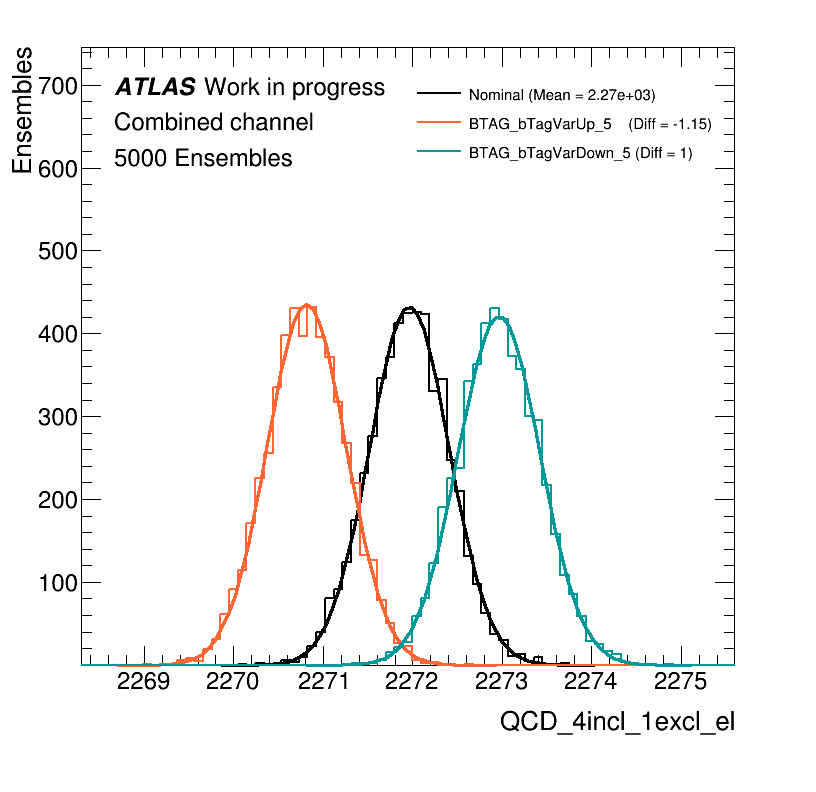 Ensembles
700
600
500
400
300
200
100
ATLAS Work in progress
Combined channel
5000 Ensembles
Nominal (Mean = 2.27e+03)
BTAG_bTagVarUp_5 (Diff = -1.15)
BTAG_bTagVarDown_5 (Diff = 1)
2269 2270 2271 2272 2273 2274 2275
QCD_4incl_1excl_el